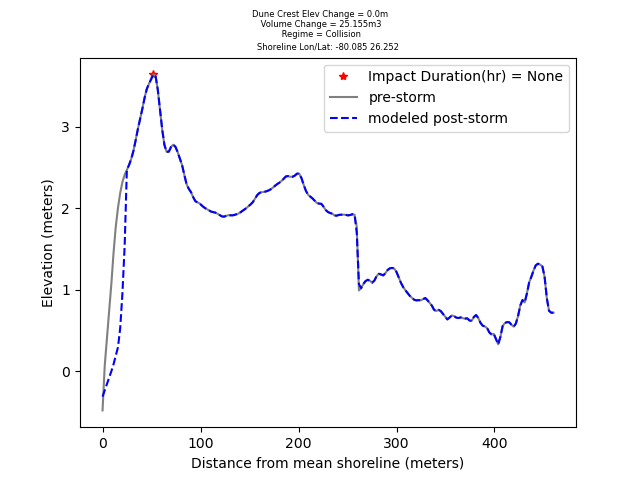 Dune Crest Elev Change = 0.0m
Volume Change = 25.155m3
Regime = Collision
Shoreline Lon/Lat: -80.085 26.252
Impact Duration(hr) = None
pre-storm
modeled post-storm
3
2
1
0
Elevation (meters)
0 100 200 300 400
Distance from mean shoreline (meters)